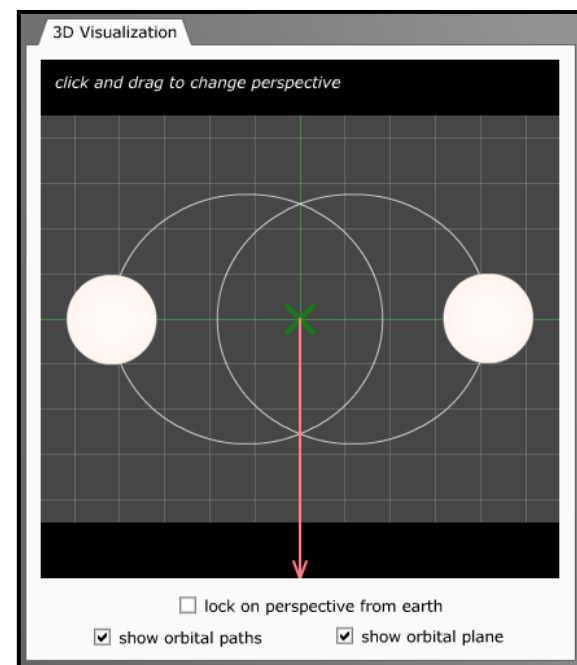 3D Visualization
click and drag to change perspective
lock on perspective from earth
show orbital paths show orbital plane